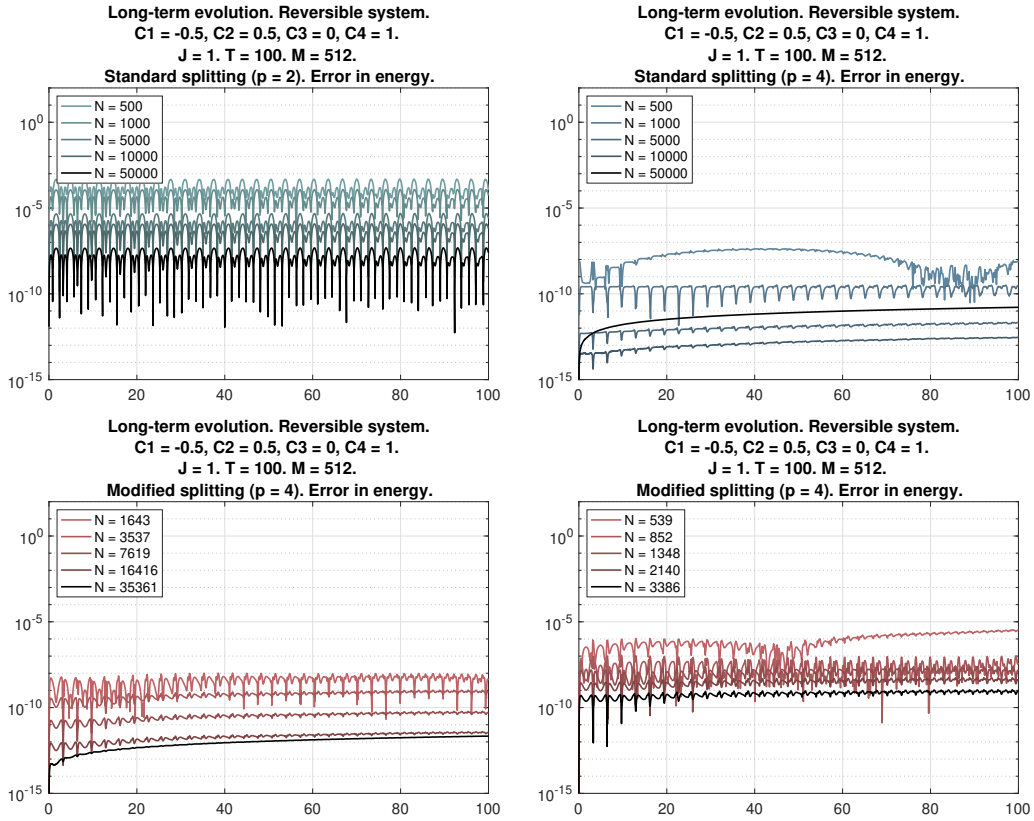 Long-term evolution. Reversible system.
C1 = -0.5, C2 = 0.5, C3 = 0, C4 = 1.
J = 1. T = 100. M = 512.
Standard splitting (p = 2). Error in energy.
N = 500
N = 1000
N = 5000
N = 10000
N = 50000
10^0
10^-5
10^-10
10^-15
0 20 40 60 80 100
Long-term evolution. Reversible system.
C1 = -0.5, C2 = 0.5, C3 = 0, C4 = 1.
J = 1. T = 100. M = 512.
Standard splitting (p = 4). Error in energy.
N = 500
N = 1000
N = 5000
N = 10000
N = 50000
10^0
10^-5
10^-10
10^-15
0 20 40 60 80 100
Long-term evolution. Reversible system.
C1 = -0.5, C2 = 0.5, C3 = 0, C4 = 1.
J = 1. T = 100. M = 512.
Modified splitting (p = 4). Error in energy.
N = 1643
N = 3537
N = 7619
N = 16416
N = 35361
10^0
10^-5
10^-10
10^-15
0 20 40 60 80 100
Long-term evolution. Reversible system.
C1 = -0.5, C2 = 0.5, C3 = 0, C4 = 1.
J = 1. T = 100. M = 512.
Modified splitting (p = 4). Error in energy.
N = 539
N = 852
N = 1348
N = 2140
N = 3386
10^0
10^-5
10^-10
10^-15
0 20 40 60 80 100